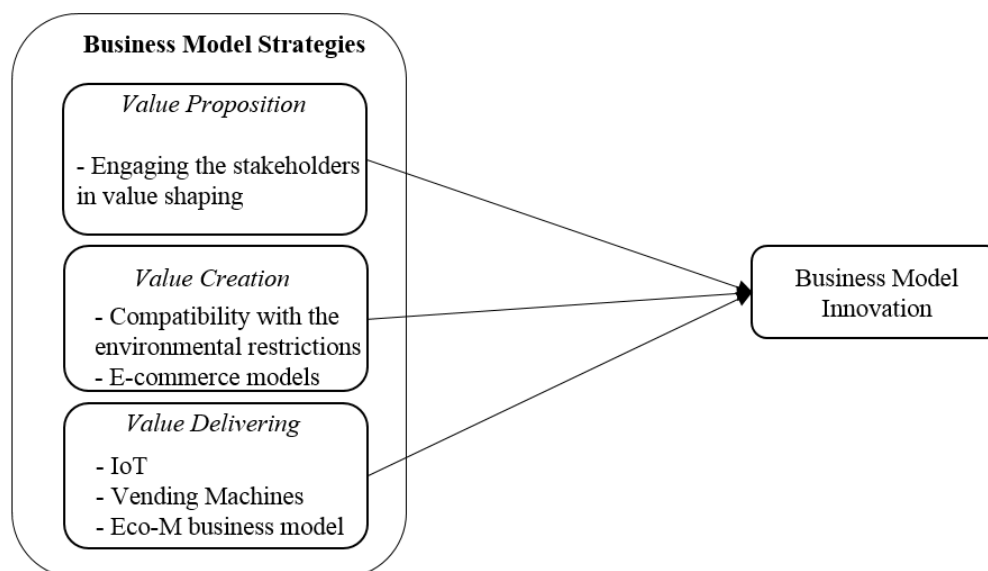 Business Model Strategies
Value Proposition
- Engaging the stakeholders
in value shaping
Value Creation
- Compatibility with the
environmental restrictions
- E-commerce models
Value Delivering
- IoT
- Vending Machines
- Eco-M business model
Business Model
Innovation